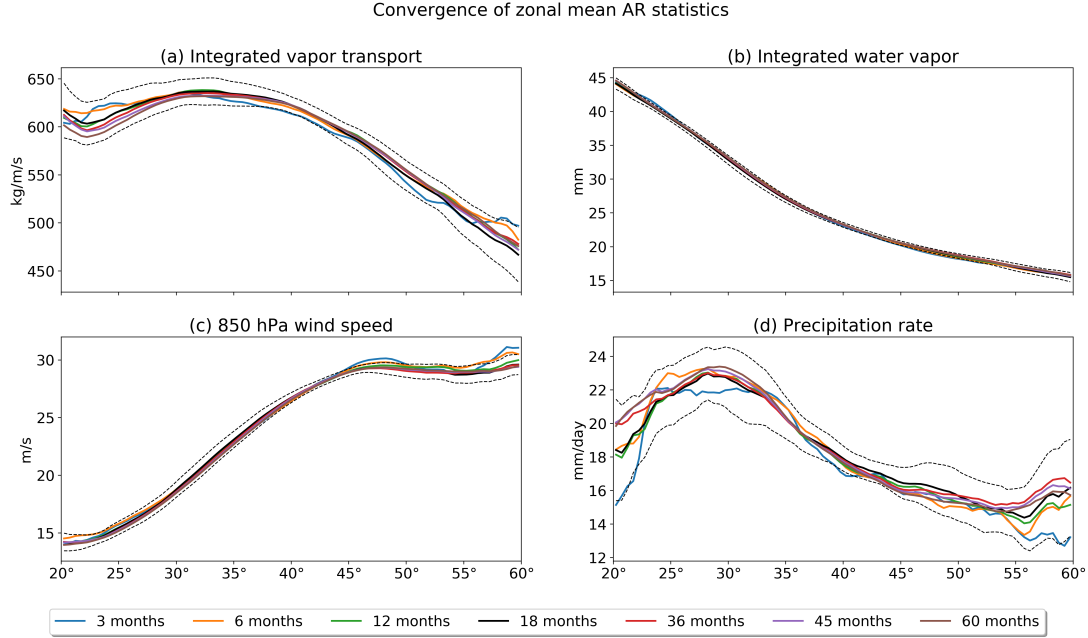 Convergence of zonal mean AR statistics
(a) Integrated vapor transport
(b) Integrated water vapor
650
600
550
500
450
kg/m/s
45
40
35
30
25
20
15
mm
(c) 850 hPa wind speed
(d) Precipitation rate
30
25
20
15
m/s
24
22
20
18
16
14
12
mm/day
20° 25° 30° 35° 40° 45° 50° 55° 60°
20° 25° 30° 35° 40° 45° 50° 55° 60°
3 months 6 months 12 months 18 months 36 months 45 months 60 months